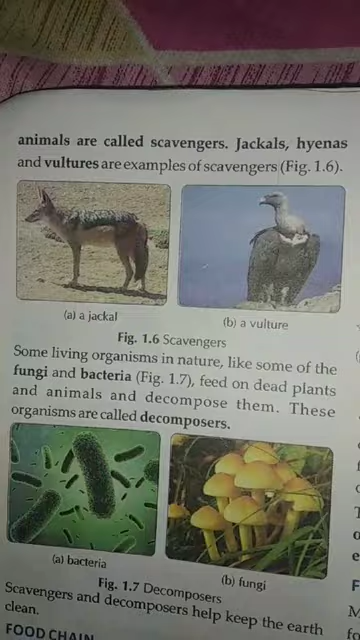 animals are called scavengers. Jackals, hyenas
and vultures are examples of scavengers (Fig. 1.6).
(a) a jackal
(b) a vulture
Fig. 1.6 Scavengers
Some living organisms in nature, like some of the
fungi and bacteria (Fig. 1.7), feed on dead plants
and animals and decompose them. These
organisms are called decomposers.
(a) bacteria
(b) fungi
Fig. 1.7 Decomposers
Scavengers and decomposers help keep the earth
clean.
FOOD CHAIN